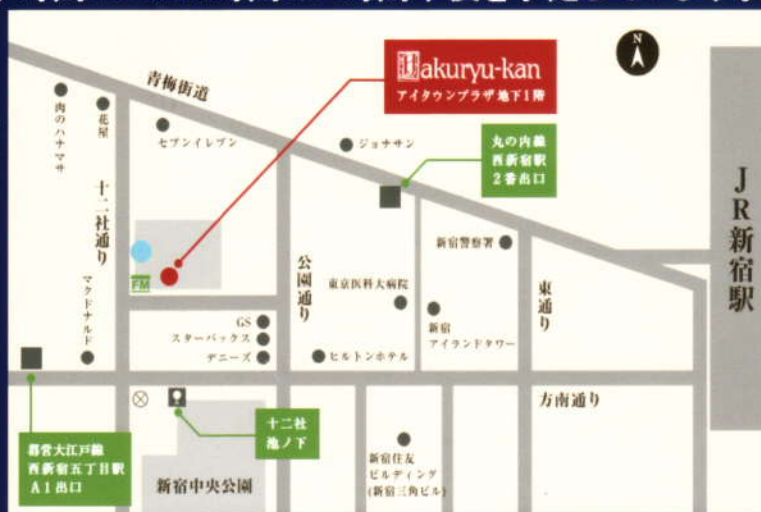 Hakuryu-kan
アイタウンプラザ地下1階
N
青梅街道
肉のハナマサ
花屋
セブンイレブン
ジョナサン
丸の内線
西新宿駅
2番出口
JR新宿駅
十二社通り
新宿警察署
公園通り
東京医科大病院
東通り
FM
マクドナルド
GS
スターバックス
デニーズ
新宿
アイランドタワー
ヒルトンホテル
方南通り
十二社
池ノ下
都営大江戸線
西新宿五丁目駅
A1出口
新宿中央公園
新宿住友
ビルディング
(新宿三角ビル)